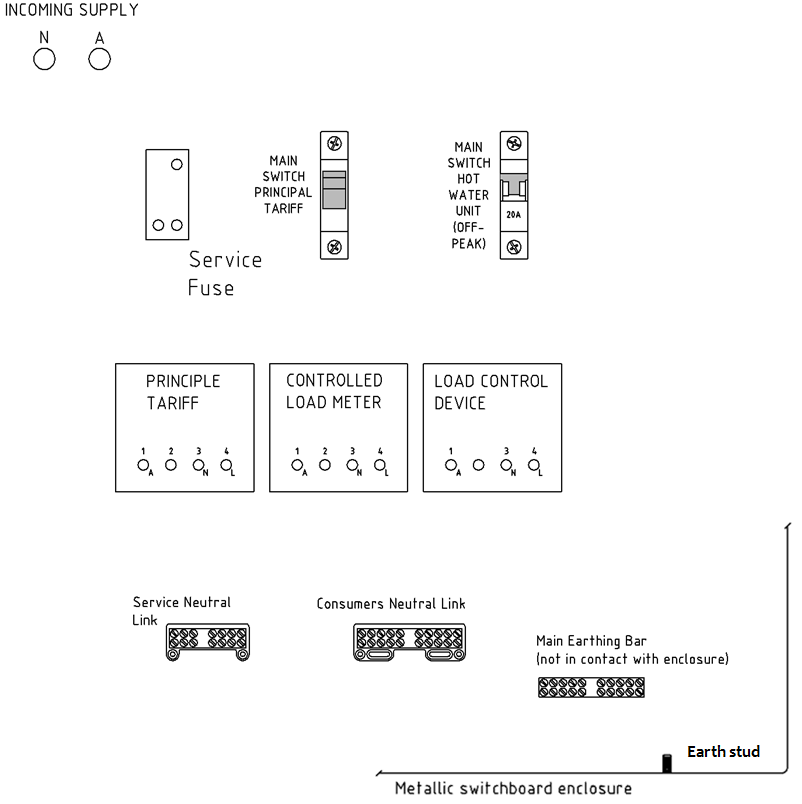 INCOMING SUPPLY
N A
MAIN
SWITCH
PRINCIPAL
TARIFF
MAIN
SWITCH
HOT
WATER
UNIT
(OFF-
PEAK)
20A
Service
Fuse
PRINCIPLE
TARIFF
1 2 3 4
A N L
CONTROLLED
LOAD METER
1 2 3 4
A N L
LOAD CONTROL
DEVICE
1 3 4
A N L
Service Neutral
Link
Consumers Neutral Link
Main Earthing Bar
(not in contact with enclosure)
Earth stud
Metallic switchboard enclosure